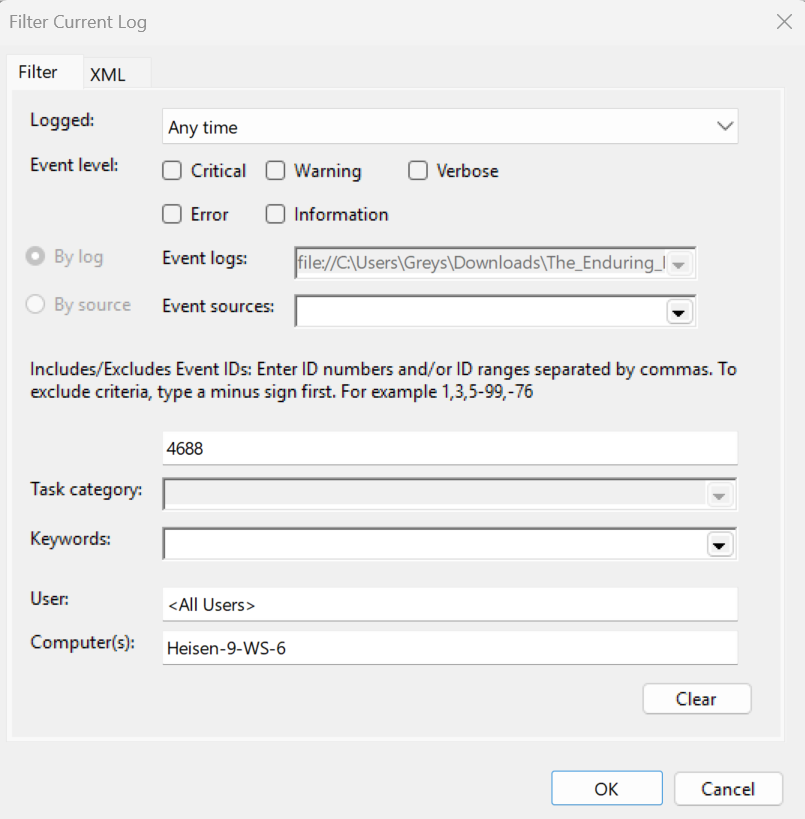 Filter Current Log
Filter
XML
Logged:
Any time
Event level:
Critical
Warning
Verbose
Error
Information
By log
Event logs:
file://C:\Users\Greys\Downloads\The_Enduring_
By source
Event sources:
Includes/Excludes Event IDs: Enter ID numbers and/or ID ranges separated by commas. To
exclude criteria, type a minus sign first. For example 1,3,5-99,-76
4688
Task category:
Keywords:
User:
<All Users>
Computer(s):
Heisen-9-WS-6
Clear
OK
Cancel